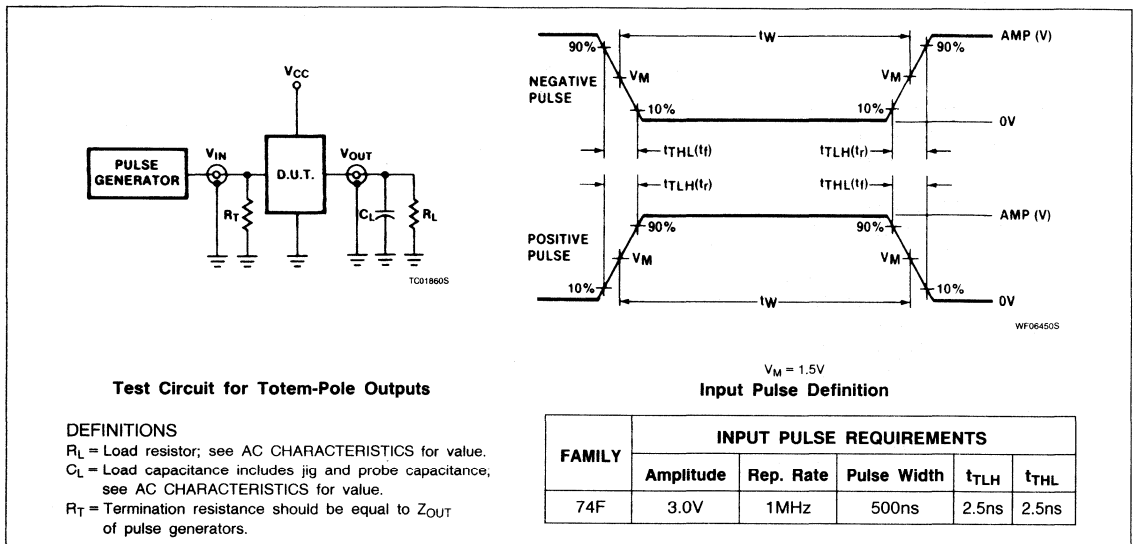 VCC
PULSE
GENERATOR
VIN
RT
D.U.T.
VOUT
CL
RL
TC01860S
Test Circuit for Totem-Pole Outputs
DEFINITIONS
RL = Load resistor; see AC CHARACTERISTICS for value.
CL = Load capacitance includes jig and probe capacitance;
see AC CHARACTERISTICS for value.
RT = Termination resistance should be equal to ZOUT
of pulse generators.
tW
AMP (V)
90%
90%
NEGATIVE
PULSE
VM
VM
10%
10%
0V
tTHL(tf)
tTLH(tr)
tTLH(tr)
tTHL(tf)
AMP (V)
90%
90%
POSITIVE
PULSE
VM
VM
10%
10%
tW
0V
WF06450S
VM = 1.5V
Input Pulse Definition
FAMILY
INPUT PULSE REQUIREMENTS
Amplitude Rep. Rate Pulse Width tTLH tTHL
74F 3.0V 1MHz 500ns 2.5ns 2.5ns